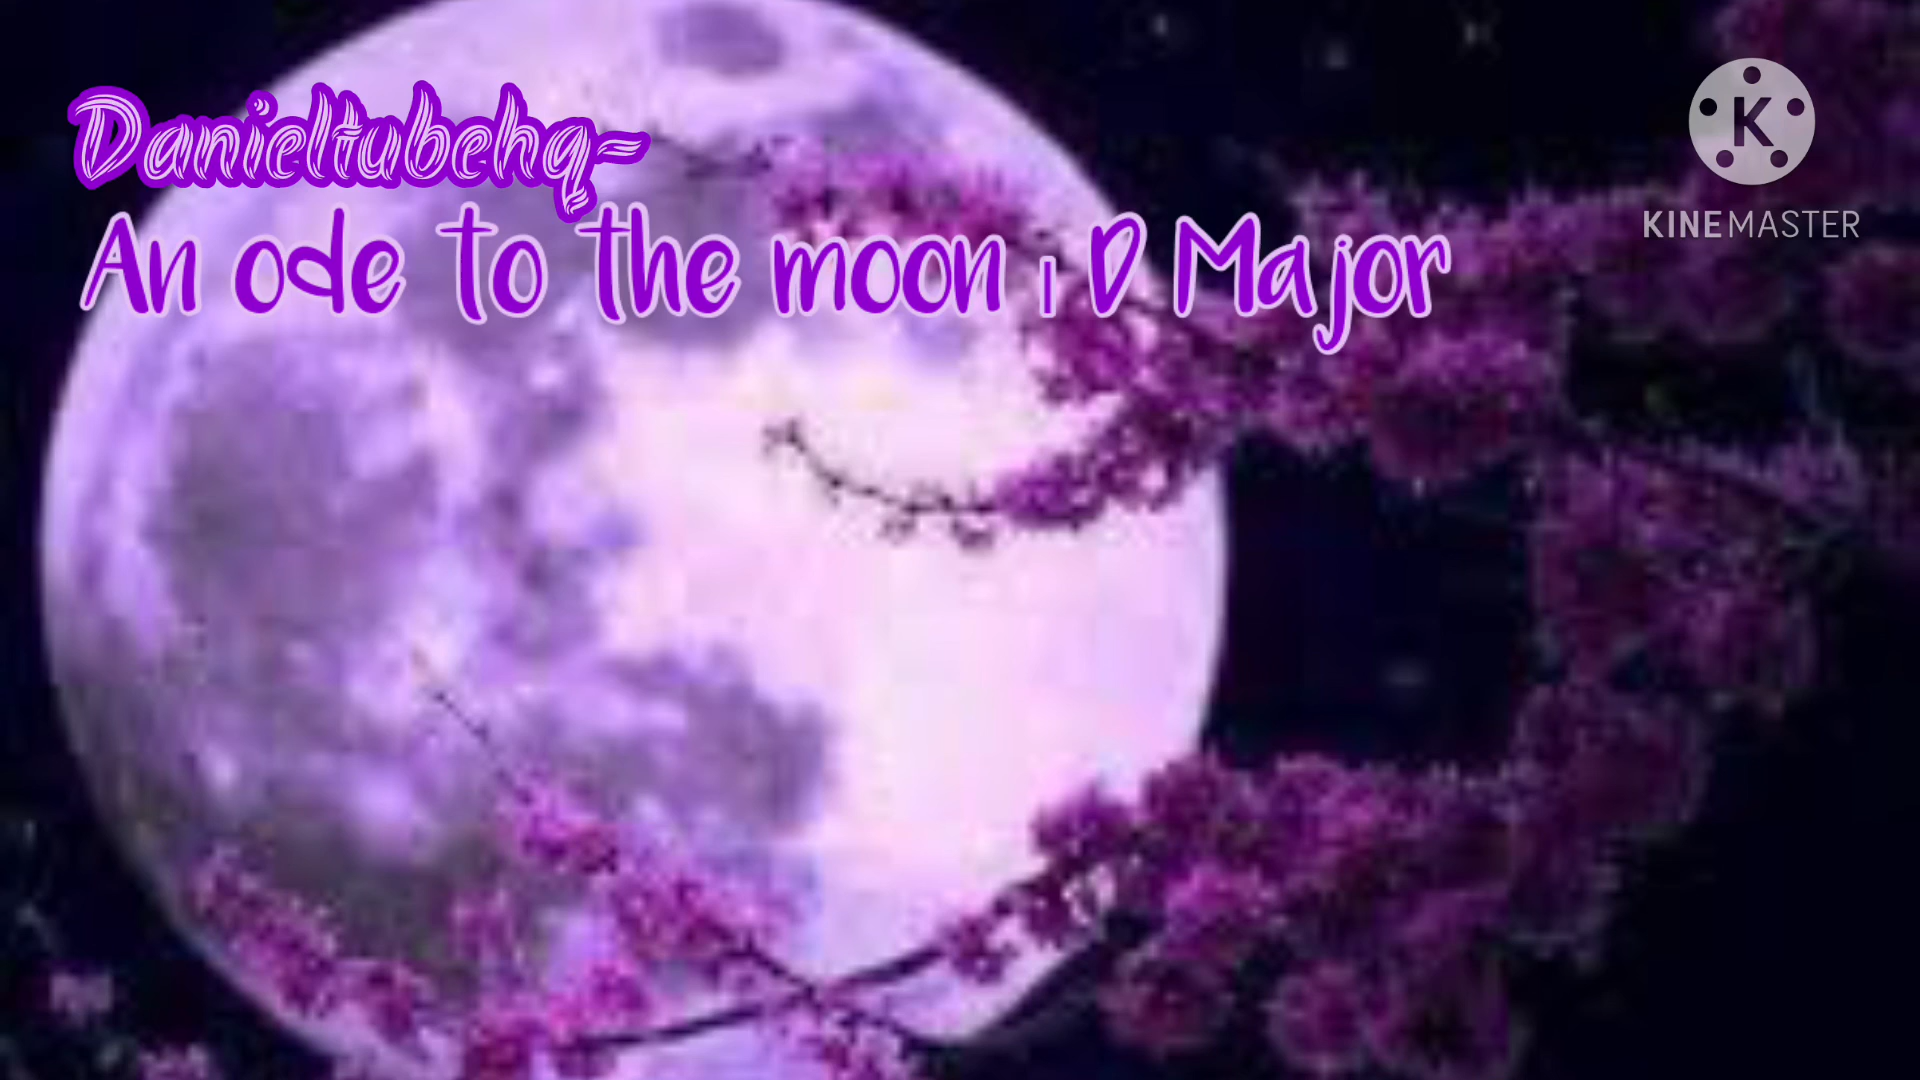 Danieltubehq-
An ode to the moon | D Major
K
KINEMASTER